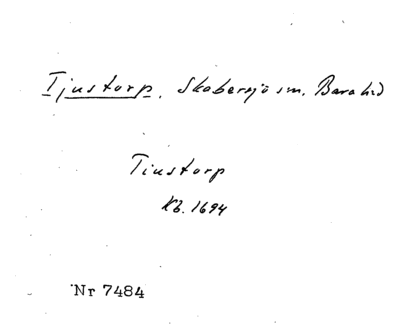 Tjustorp. Skabersjö sn. Bara hd
Tiustorp
Kb. 1694
Nr 7484